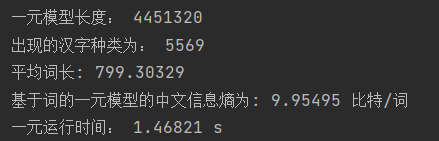 一元模型长度： 4451320
出现的汉字种类为： 5569
平均词长: 799.30329
基于词的一元模型的中文信息熵为: 9.95495 比特/词
一元运行时间： 1.46821 s